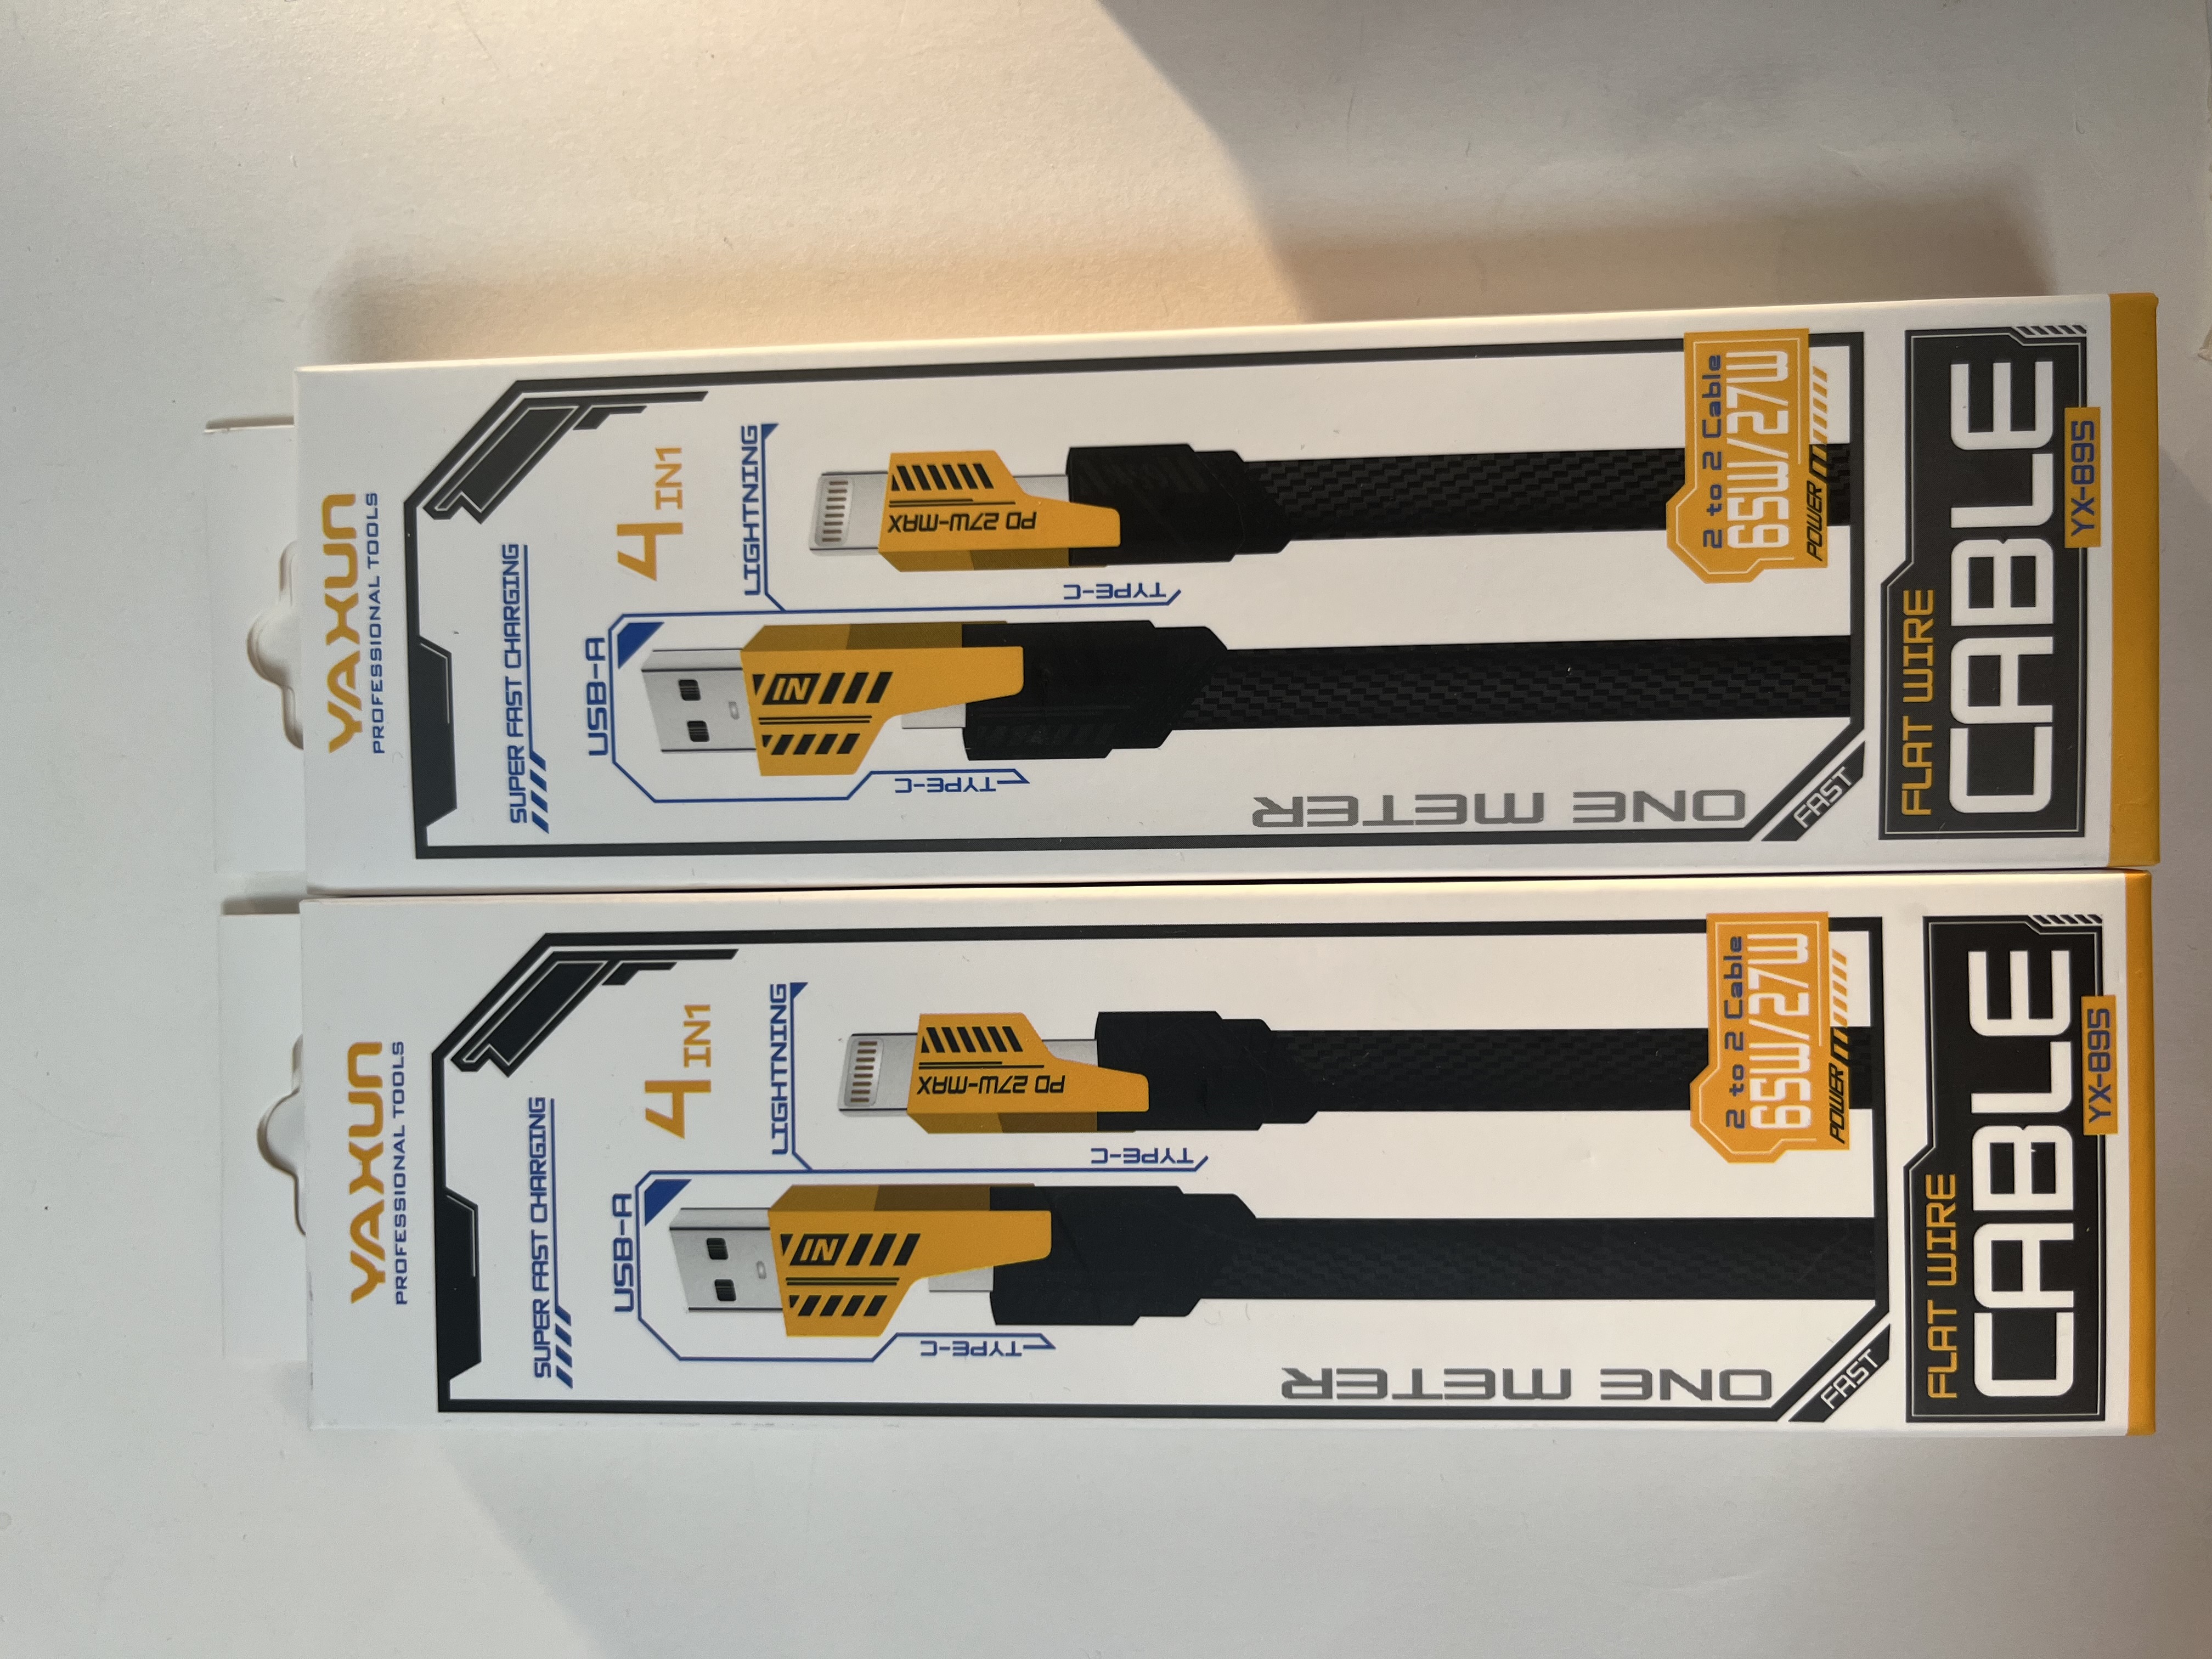 YAXUN
PROFESSIONAL TOOLS
SUPER FAST CHARGING
4 IN1
USB-A
LIGHTNING
TYPE-C
TYPE-C
IN
PD 27W-MAX
ONE METER
2 to 2 Cable
65W/27W
POWER
FAST
FLAT WIRE
CABLE
YX-895
YAXUN
PROFESSIONAL TOOLS
SUPER FAST CHARGING
4 IN1
USB-A
LIGHTNING
TYPE-C
TYPE-C
IN
PD 27W-MAX
ONE METER
2 to 2 Cable
65W/27W
POWER
FAST
FLAT WIRE
CABLE
YX-895